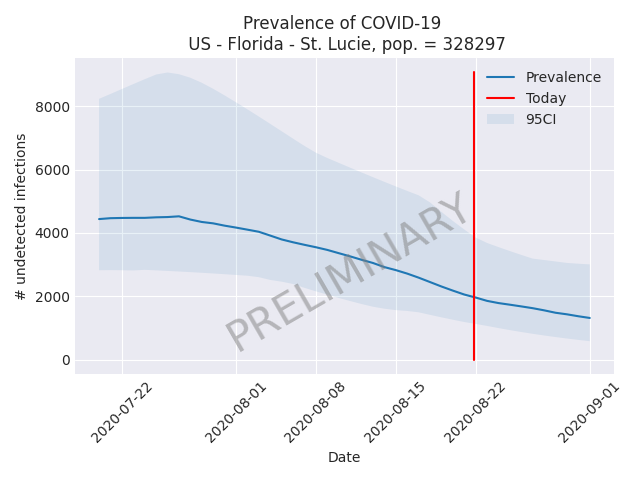 Prevalence of COVID-19
US - Florida - St. Lucie, pop. = 328297
Prevalence
Today
95CI
8000
6000
4000
2000
0
# undetected infections
PRELIMINARY
2020-07-22
2020-08-01
2020-08-08
2020-08-15
2020-08-22
2020-09-01
Date